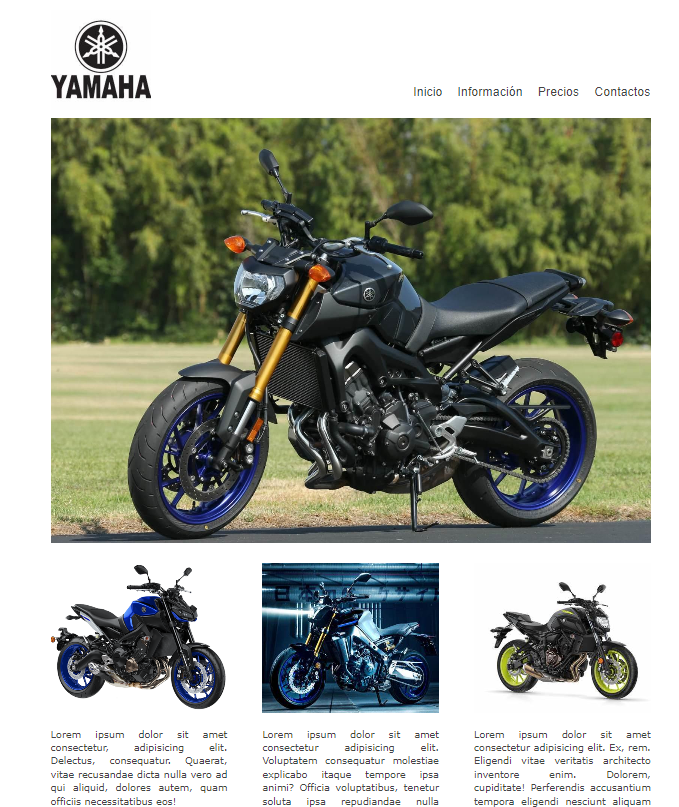 YAMAHA
Inicio Información Precios Contactos
Lorem ipsum dolor sit amet
consectetur, adipisicing elit.
Delectus, consequatur. Quaerat,
vitae recusandae dicta nulla vero ad
qui aliquid, dolores autem, quam
officiis necessitatibus eos!
Lorem ipsum dolor sit amet
consectetur adipisicing elit.
Voluptatem consequatur molestiae
explicabo itaque tempore ipsa
animi? Officia voluptatibus, tenetur
soluta ipsa repudiandae nulla
Lorem ipsum dolor sit amet
consectetur adipisicing elit. Ex, rem.
Eligendi vitae veritatis architecto
inventore enim. Dolorem,
cupiditate! Perferendis accusantium
tempora eligendi nesciunt aliquam